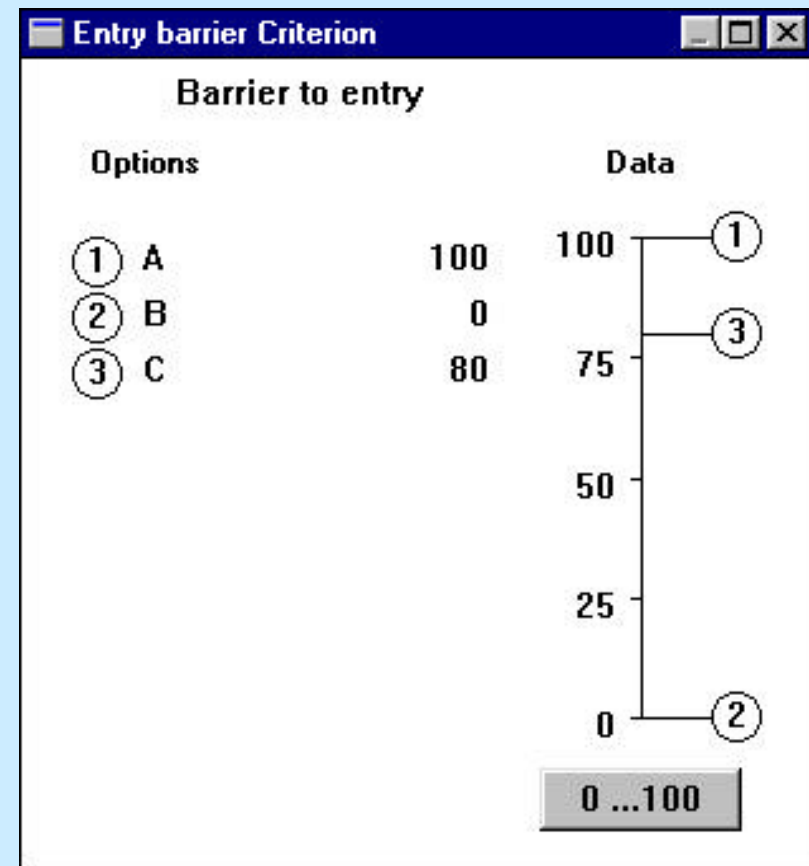 Entry barrier Criterion
Barrier to entry
Options Data
1 A 100
2 B 0
3 C 80
100 1
3
75
50
25
0 2
0 ...100